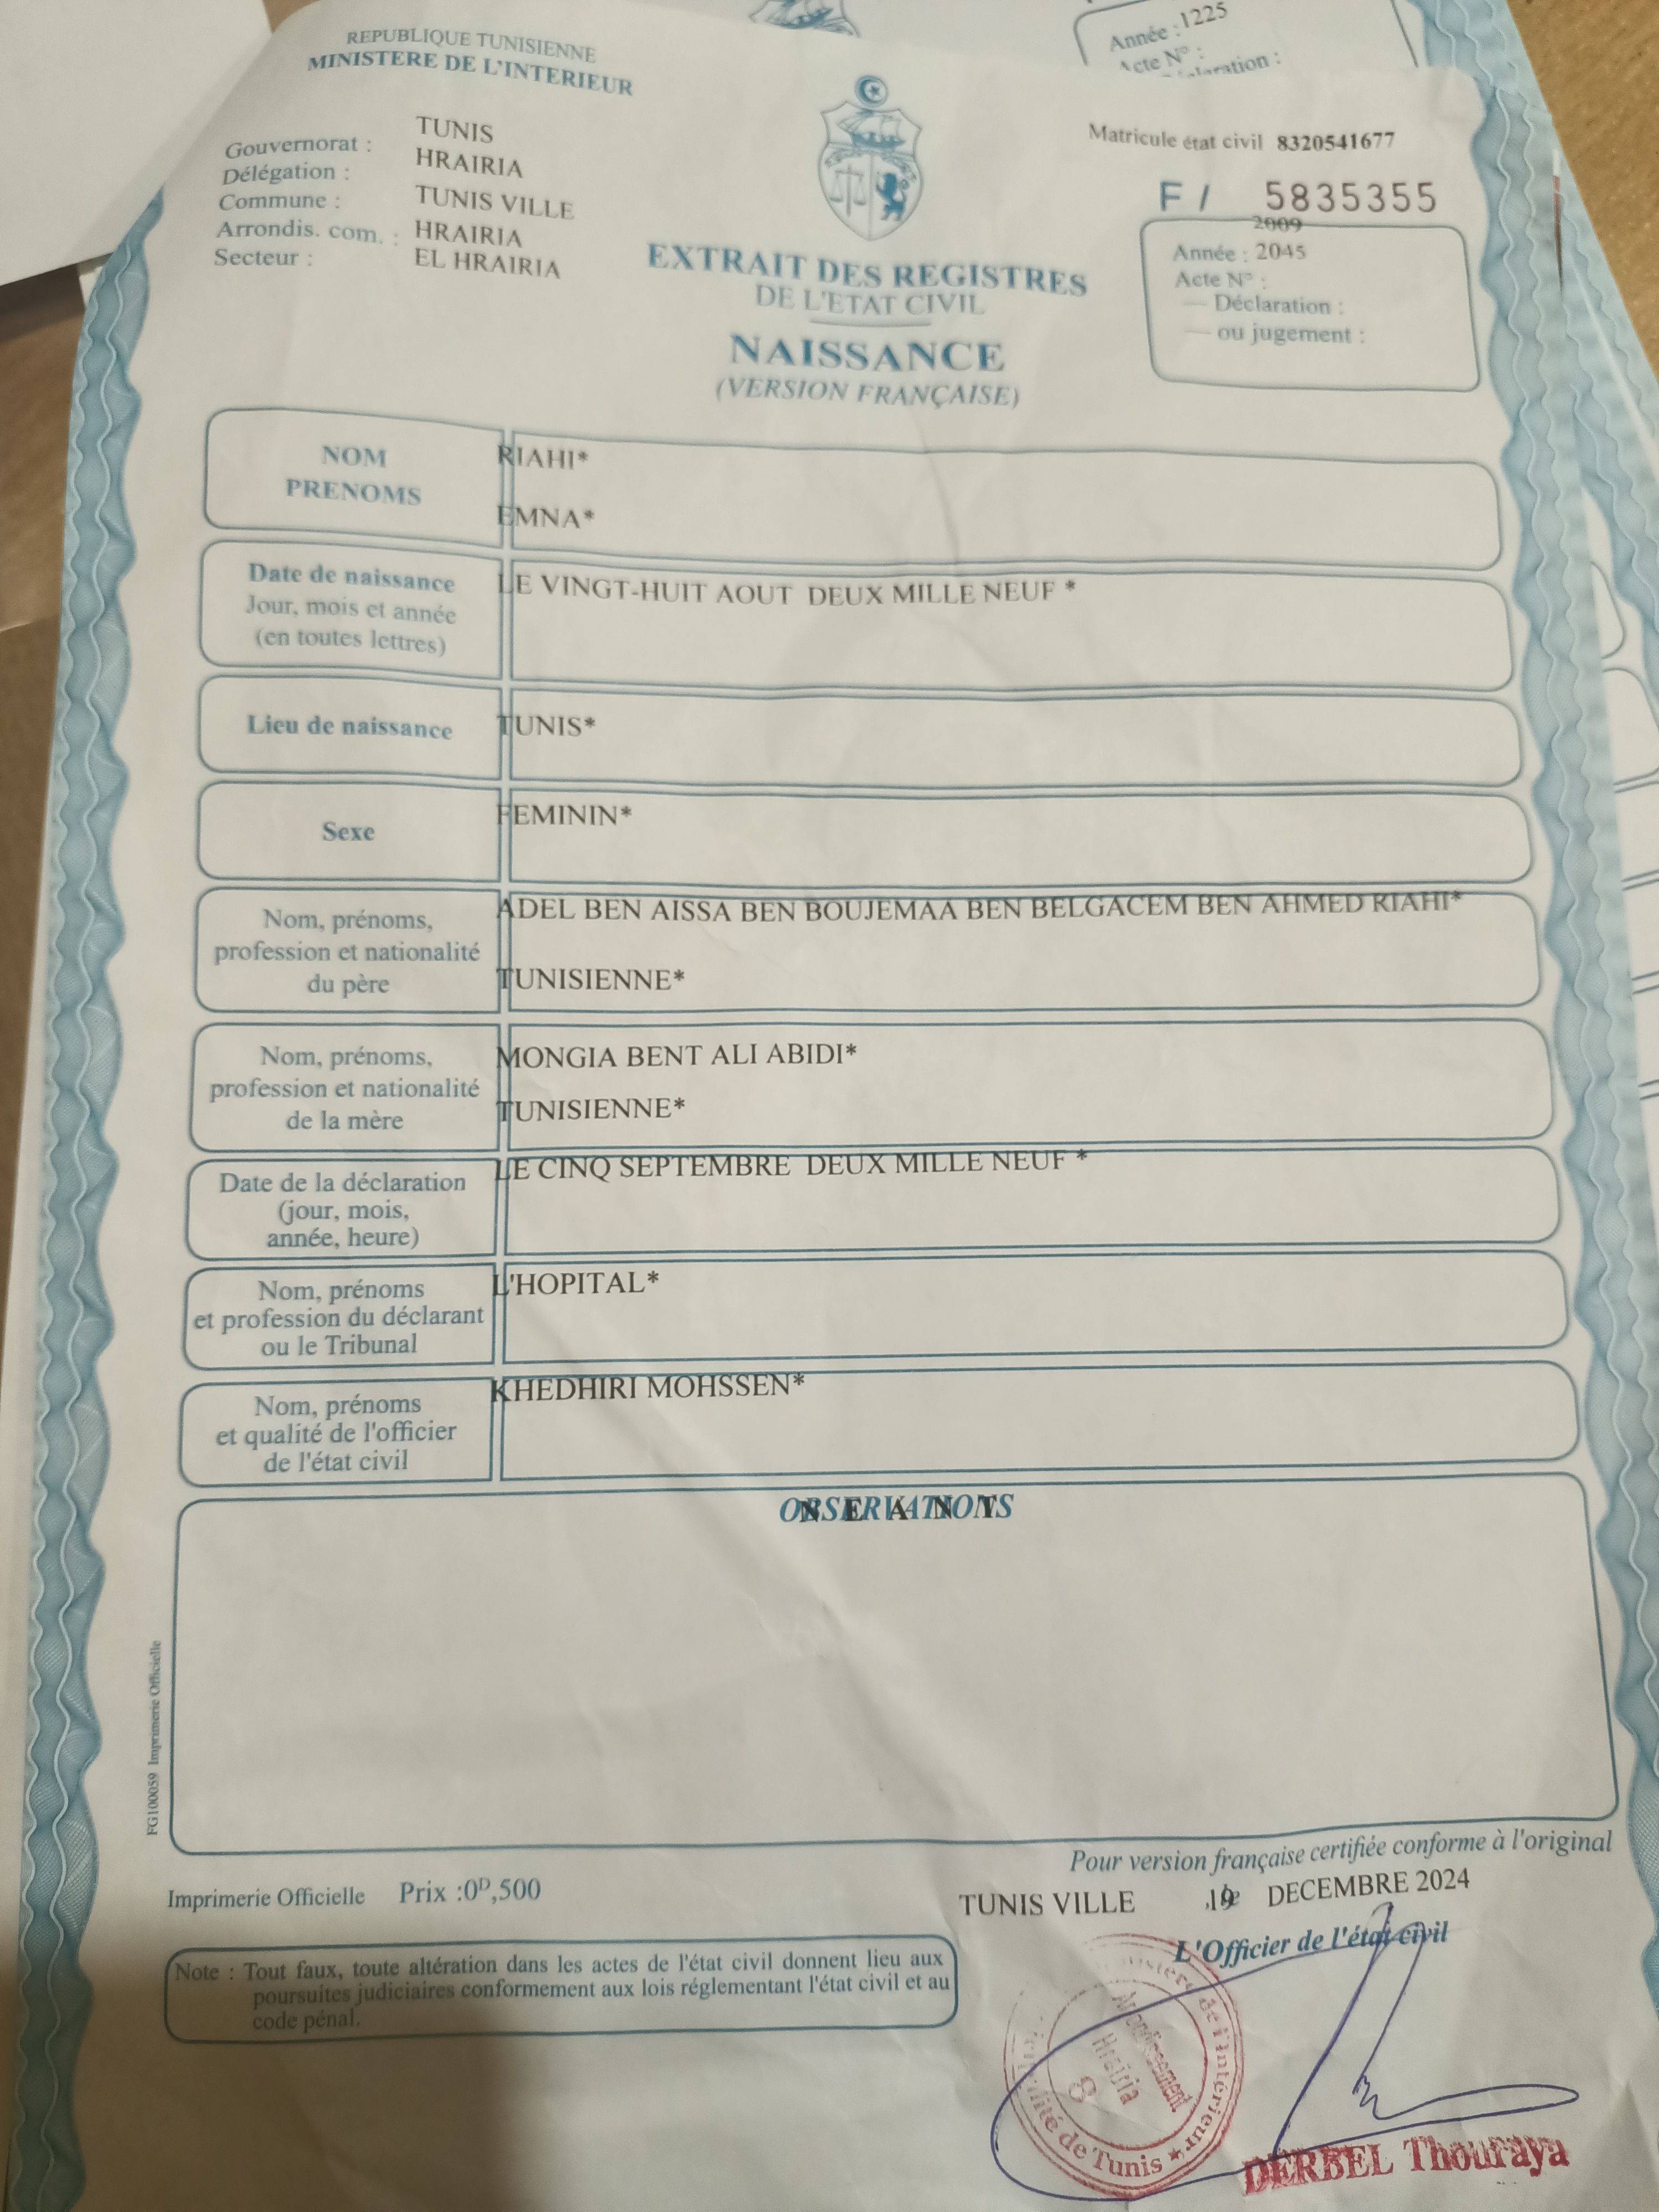 Année : 1225
Acte N° :
REPUBLIQUE TUNISIENNE
MINISTERE DE L'INTERIEUR
Gouvernorat : TUNIS
Délégation : HRAIRIA
Commune : TUNIS VILLE
Arrondis. com. : HRAIRIA
Secteur : EL HRAIRIA
Matricule état civil 8320541677
F / 5835355
2009
Année : 2045
Acte N° :
— Déclaration :
— ou jugement :
EXTRAIT DES REGISTRES
DE L'ETAT CIVIL
NAISSANCE
(VERSION FRANÇAISE)
NOM RIAHI*
PRENOMS EMNA*
Date de naissance LE VINGT-HUIT AOUT DEUX MILLE NEUF *
Jour, mois et année
(en toutes lettres)
Lieu de naissance TUNIS*
Sexe FEMININ*
Nom, prénoms, ADEL BEN AISSA BEN BOUJEMAA BEN BELGACEM BEN AHMED RIAHI*
profession et nationalité
du père TUNISIENNE*
Nom, prénoms, MONGIA BENT ALI ABIDI*
profession et nationalité
de la mère TUNISIENNE*
Date de la déclaration LE CINQ SEPTEMBRE DEUX MILLE NEUF *
(jour, mois,
année, heure)
Nom, prénoms L'HOPITAL*
et profession du déclarant
ou le Tribunal
Nom, prénoms KHEDHIRI MOHSSEN*
et qualité de l'officier
de l'état civil
OBSERVATIONS
N E A N T
FG100059 Imprimerie Officielle
Pour version française certifiée conforme à l'original
Imprimerie Officielle Prix :0ᴰ,500
TUNIS VILLE ,le 19 DECEMBRE 2024
L'Officier de l'état civil
Note : Tout faux, toute altération dans les actes de l'état civil donnent lieu aux
poursuites judiciaires conformement aux lois réglementant l'état civil et au
code pénal.
de l'Intérieur
Arrondissement
Hrairia
8
de Tunis
DERBEL Thouraya